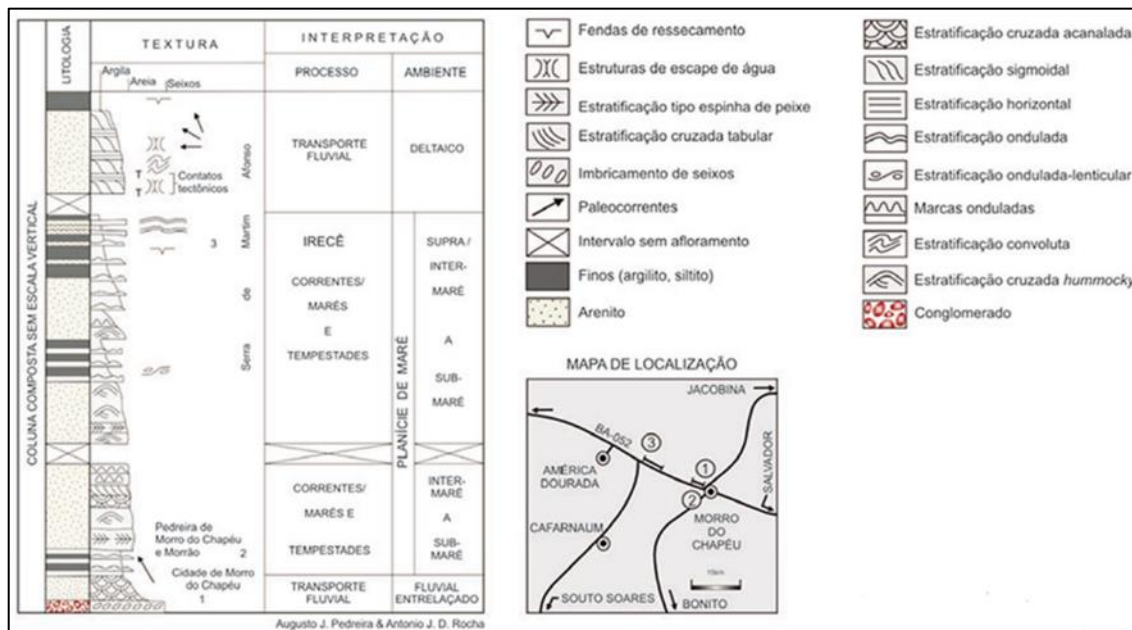 COLUNA COMPOSTA SEM ESCALA VERTICAL
LITOLOGIA
TEXTURA
Argila
Areia
Seixos
INTERPRETAÇÃO
PROCESSO
AMBIENTE
TRANSPORTE
FLUVIAL
DELTAICO
T
T
Contatos
tectônicos
Serra de Martim Afonso
3
IRECÊ
CORRENTES/
MARÉS
E
TEMPESTADES
SUPRA /
INTER-
MARÉ
A
SUB-
MARÉ
PLANÍCIE DE MARÉ
CORRENTES/
MARÉS E
TEMPESTADES
INTER-
MARÉ
A
SUB-
MARÉ
Pedreira de
Morro do Chapéu
e Morrão 2
Cidade de Morro
do Chapéu
1
TRANSPORTE
FLUVIAL
FLUVIAL
ENTRELAÇADO
Augusto J. Pedreira & Antonio J. D. Rocha
Fendas de ressecamento
Estruturas de escape de água
Estratificação tipo espinha de peixe
Estratificação cruzada tabular
Imbricamento de seixos
Paleocorrentes
Intervalo sem afloramento
Finos (argilito, siltito)
Arenito
Estratificação cruzada acanalada
Estratificação sigmoidal
Estratificação horizontal
Estratificação ondulada
Estratificação ondulada-lenticular
Marcas onduladas
Estratificação convoluta
Estratificação cruzada hummocky
Conglomerado
MAPA DE LOCALIZAÇÃO
JACOBINA
BA-052
3
1
2
AMÉRICA
DOURADA
SALVADOR
CAFARNAUM
MORRO
DO
CHAPÉU
SOUTO SOARES
BONITO